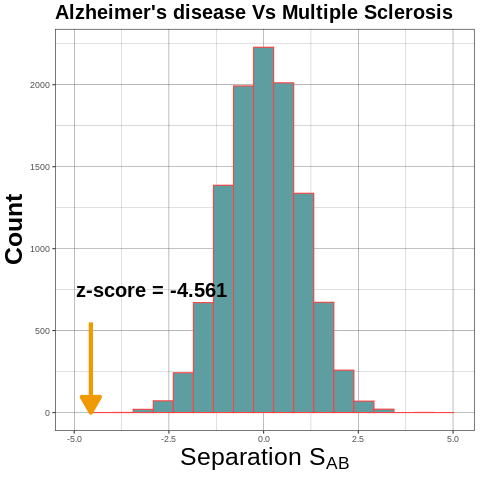 Alzheimer's disease Vs Multiple Sclerosis
2000
1500
1000
500
0
Count
z-score = -4.561
-5.0 -2.5 0.0 2.5 5.0
Separation S_AB